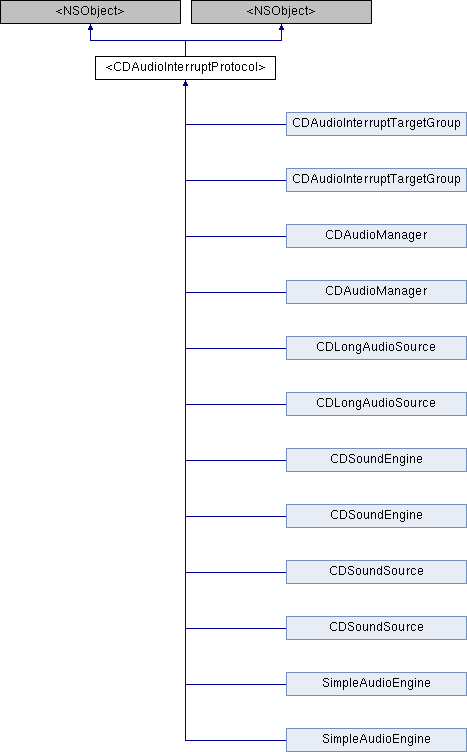 <NSObject>
<NSObject>
<CDAudioInterruptProtocol>
CDAudioInterruptTargetGroup
CDAudioInterruptTargetGroup
CDAudioManager
CDAudioManager
CDLongAudioSource
CDLongAudioSource
CDSoundEngine
CDSoundEngine
CDSoundSource
CDSoundSource
SimpleAudioEngine
SimpleAudioEngine